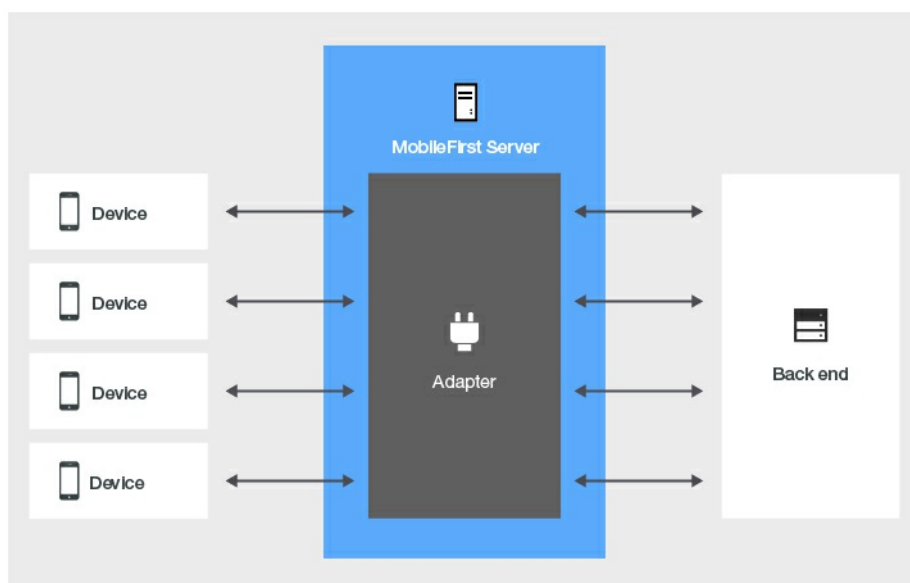 MobileFirst Server
Device
Device
Device
Device
Adapter
Back end